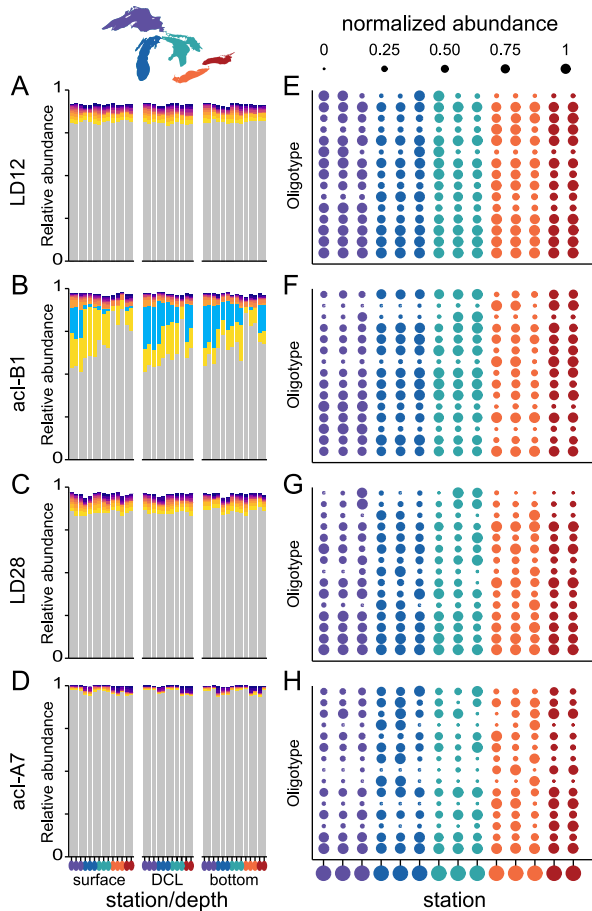 normalized abundance
0 0.25 0.50 0.75 1
A
1
Relative abundance
0
LD12
E
Oligotype
B
1
Relative abundance
0
acI-B1
F
Oligotype
C
1
Relative abundance
0
LD28
G
Oligotype
D
1
Relative abundance
0
acI-A7
H
Oligotype
surface DCL bottom
station/depth
station